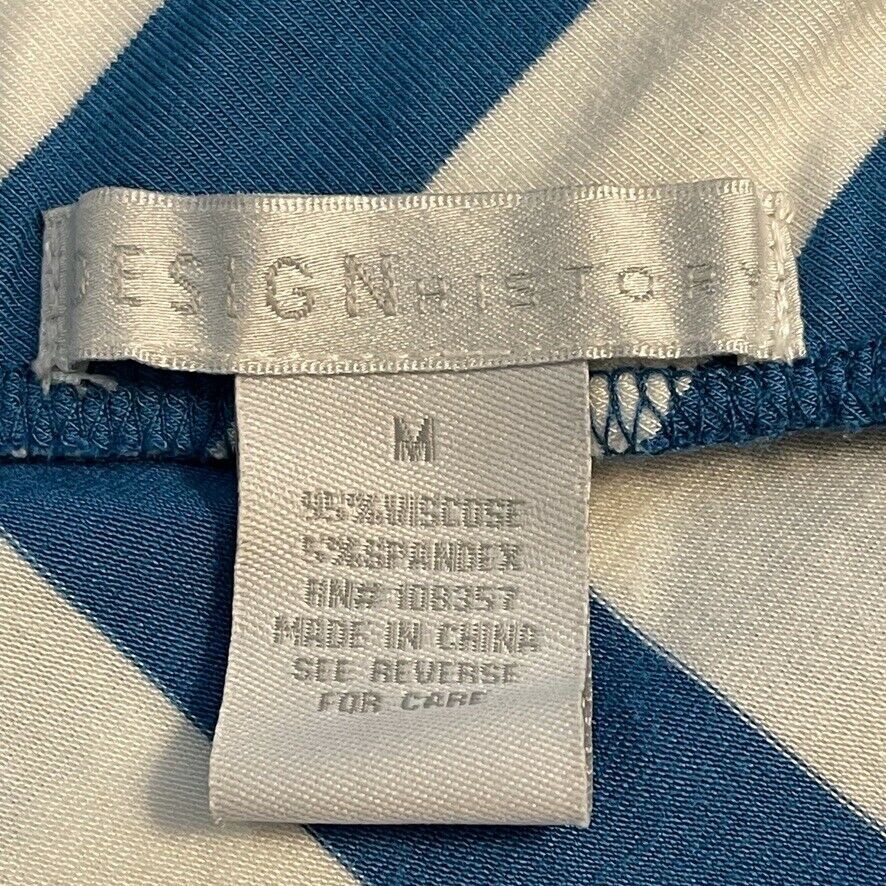 DESIGN HISTORY
M
95% VISCOSE
5% SPANDEX
RN# 108357
MADE IN CHINA
SEE REVERSE
FOR CARE